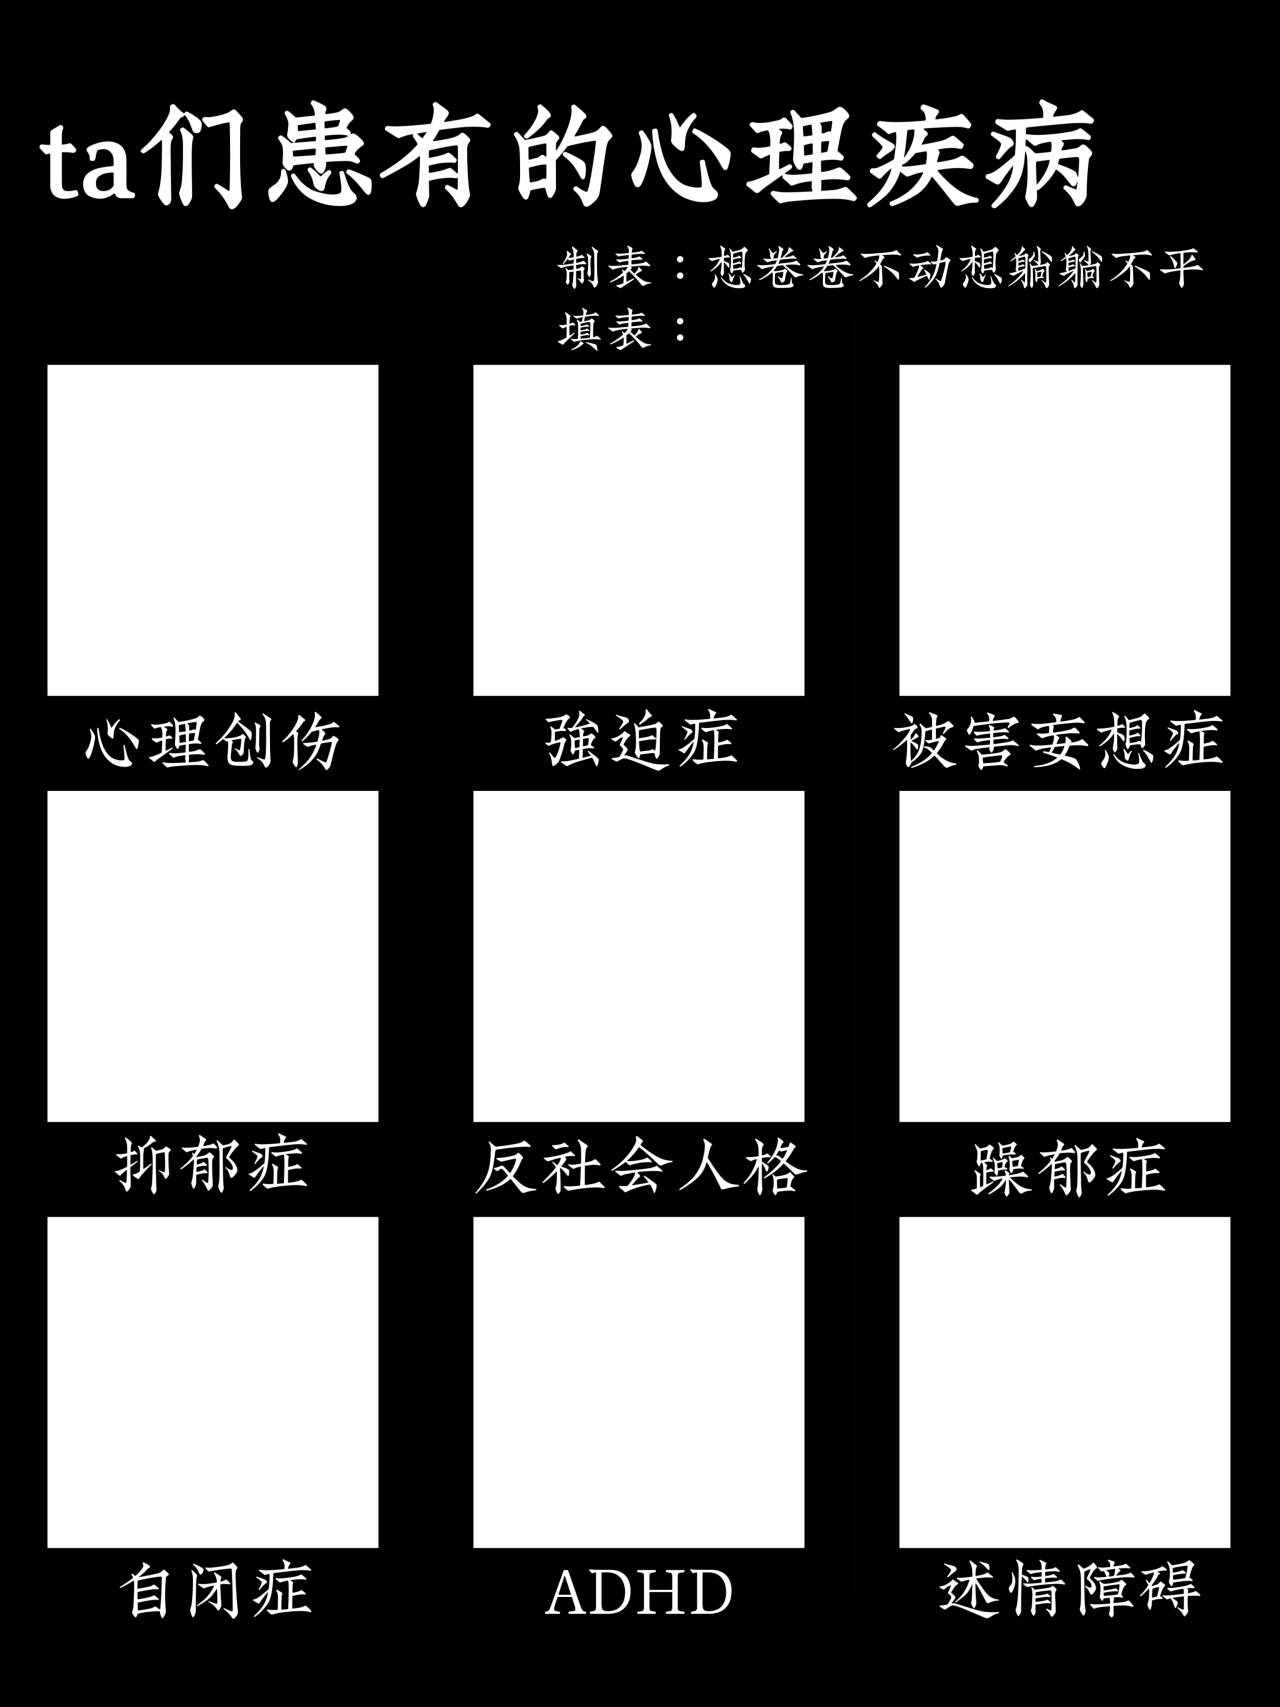 ta们患有的心理疾病
制表：想卷卷不动想躺躺不平
填表：
心理创伤
強迫症
被害妄想症
抑郁症
反社会人格
躁郁症
自闭症
ADHD
述情障碍